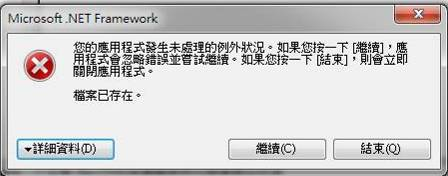 Microsoft .NET Framework
您的應用程式發生未處理的例外狀況。如果您按一下 [繼續]，應
用程式會忽略錯誤並嘗試繼續。如果您按一下 [結束]，則會立即
關閉應用程式。
檔案已存在。
詳細資料(D)
繼續(C)
結束(Q)